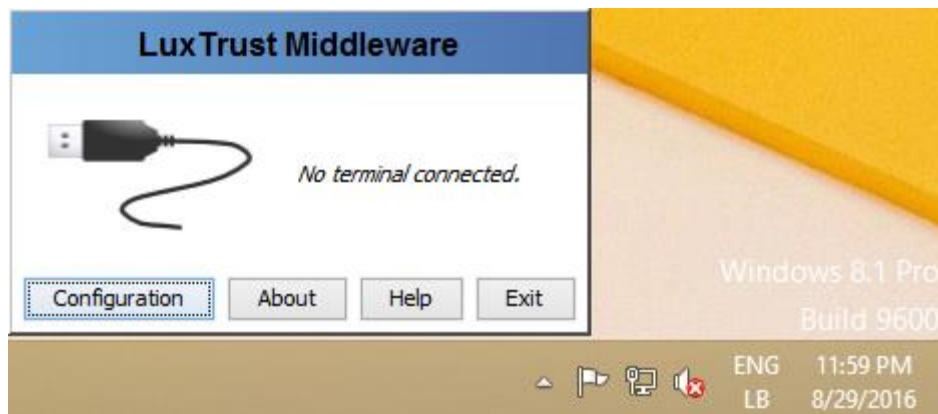 LuxTrust Middleware
No terminal connected.
Configuration About Help Exit
Windows 8.1 Pro
Build 9600
ENG 11:59 PM
LB 8/29/2016